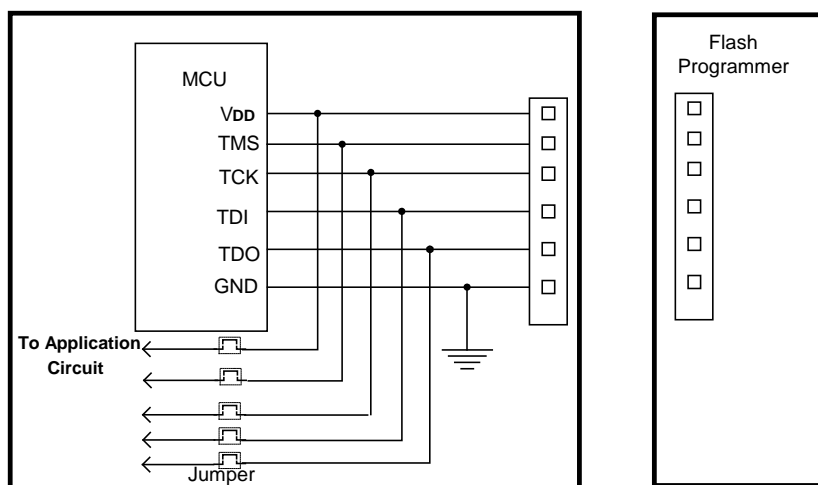 MCU
VDD
TMS
TCK
TDI
TDO
GND
To Application
Circuit
Jumper
Flash
Programmer